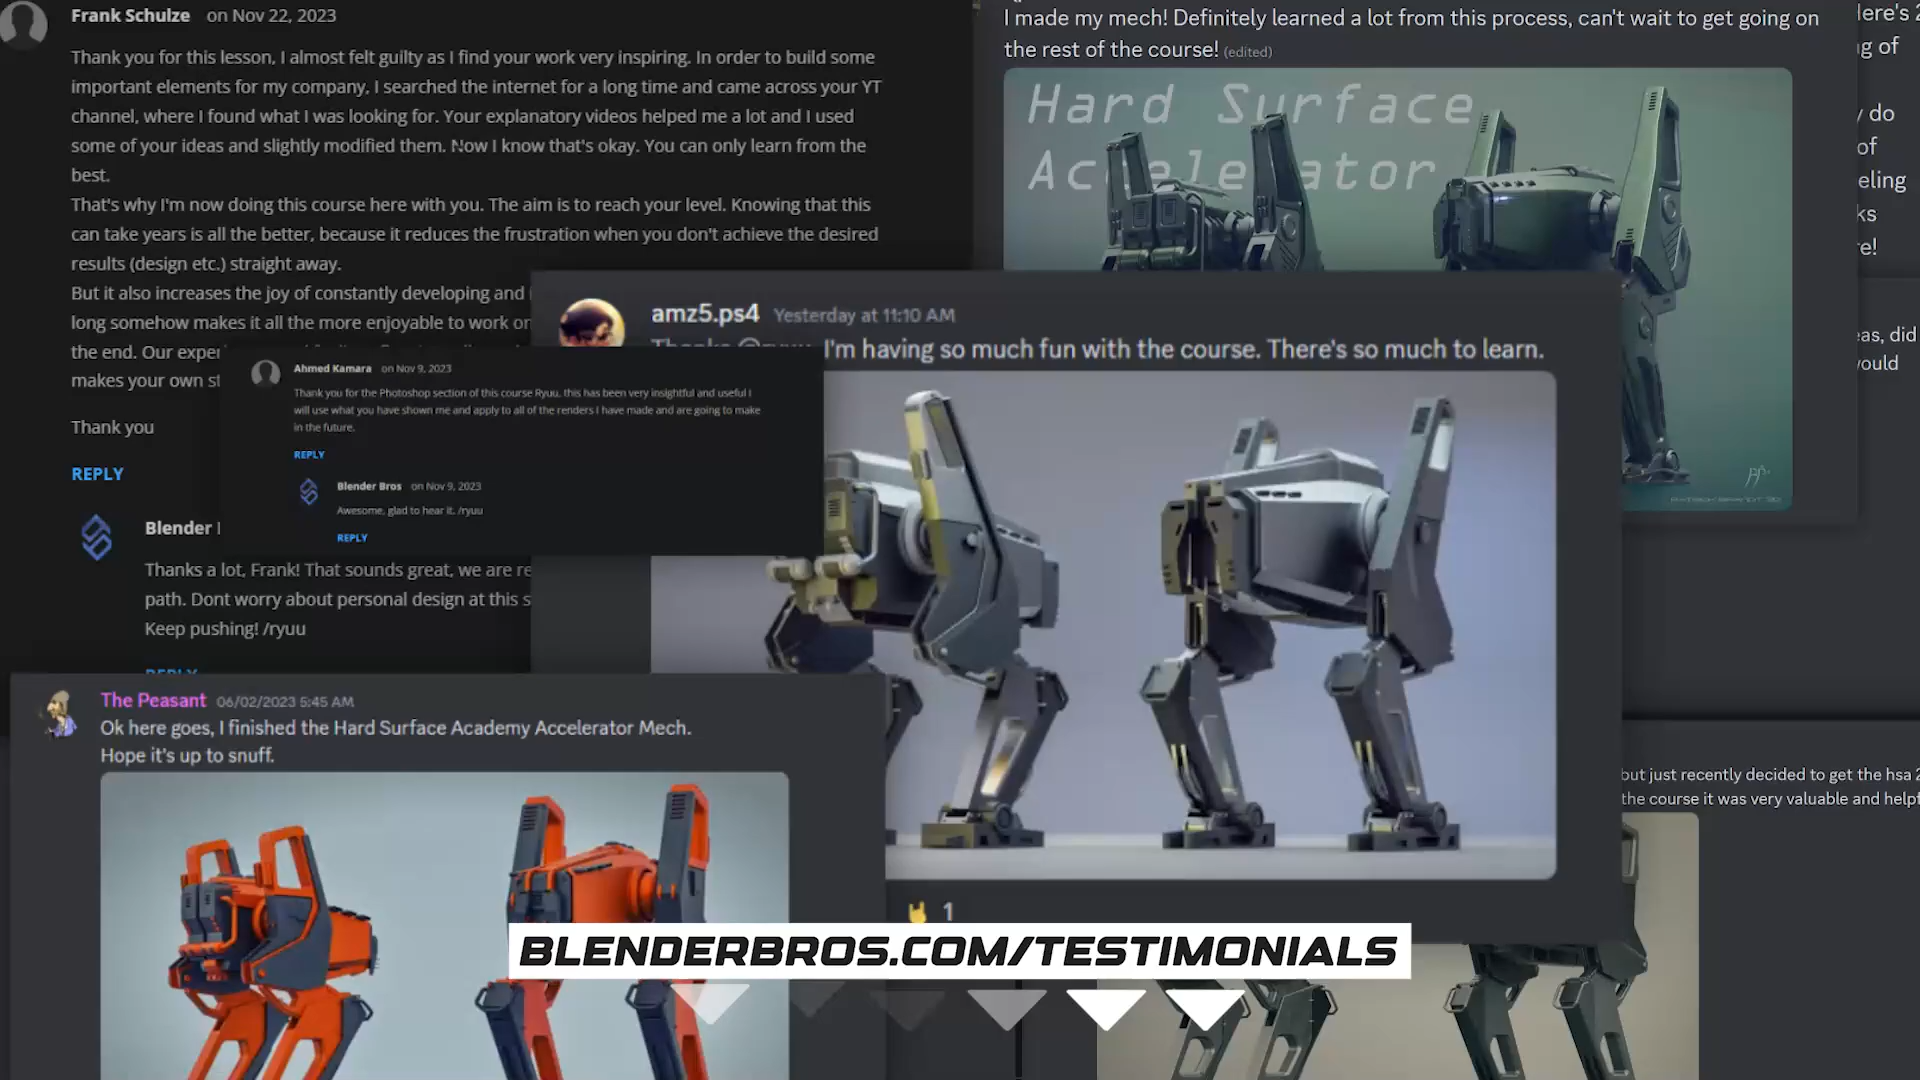 Frank Schulze on Nov 22, 2023
Thank you for this lesson, I almost felt guilty as I find your work very inspiring. In order to build some
important elements for my company, I searched the internet for a long time and came across your YT
channel, where I found what I was looking for. Your explanatory videos helped me a lot and I used
some of your ideas and slightly modified them. Now I know that's okay. You can only learn from the
best.
That's why I'm now doing this course here with you. The aim is to reach your level. Knowing that this
can take years is all the better, because it reduces the frustration when you don't achieve the desired
results (design etc.) straight away.
But it also increases the joy of constantly developing and
long somehow makes it all the more enjoyable to work on
the end. Our exper
makes your own st
Thank you
REPLY
Blender
Thanks a lot, Frank! That sounds great, we are re
path. Dont worry about personal design at this s
Keep pushing! /ryuu
REPLY
I made my mech! Definitely learned a lot from this process, can't wait to get going on
the rest of the course! (edited)
Hard Surface
Accelerator
amz5.ps4 Yesterday at 11:10 AM
I'm having so much fun with the course. There's so much to learn.
1
Ahmed Kamara on Nov 9, 2023
Thank you for the Photoshop section of this course Ryuu, this has been very insightful and useful I
will use what you have shown me and apply to all of the renders I have made and are going to make
in the future.
REPLY
Blender Bros on Nov 9, 2023
Awesome, glad to hear it. /ryuu
REPLY
The Peasant 06/02/2023 5:45 AM
Ok here goes, I finished the Hard Surface Academy Accelerator Mech.
Hope it's up to snuff.
lere's 2
g of
do
of
eling
ks
e!
eas, did
would
but just recently decided to get the hsa 2
the course it was very valuable and helpf
BLENDERBROS.COM/TESTIMONIALS